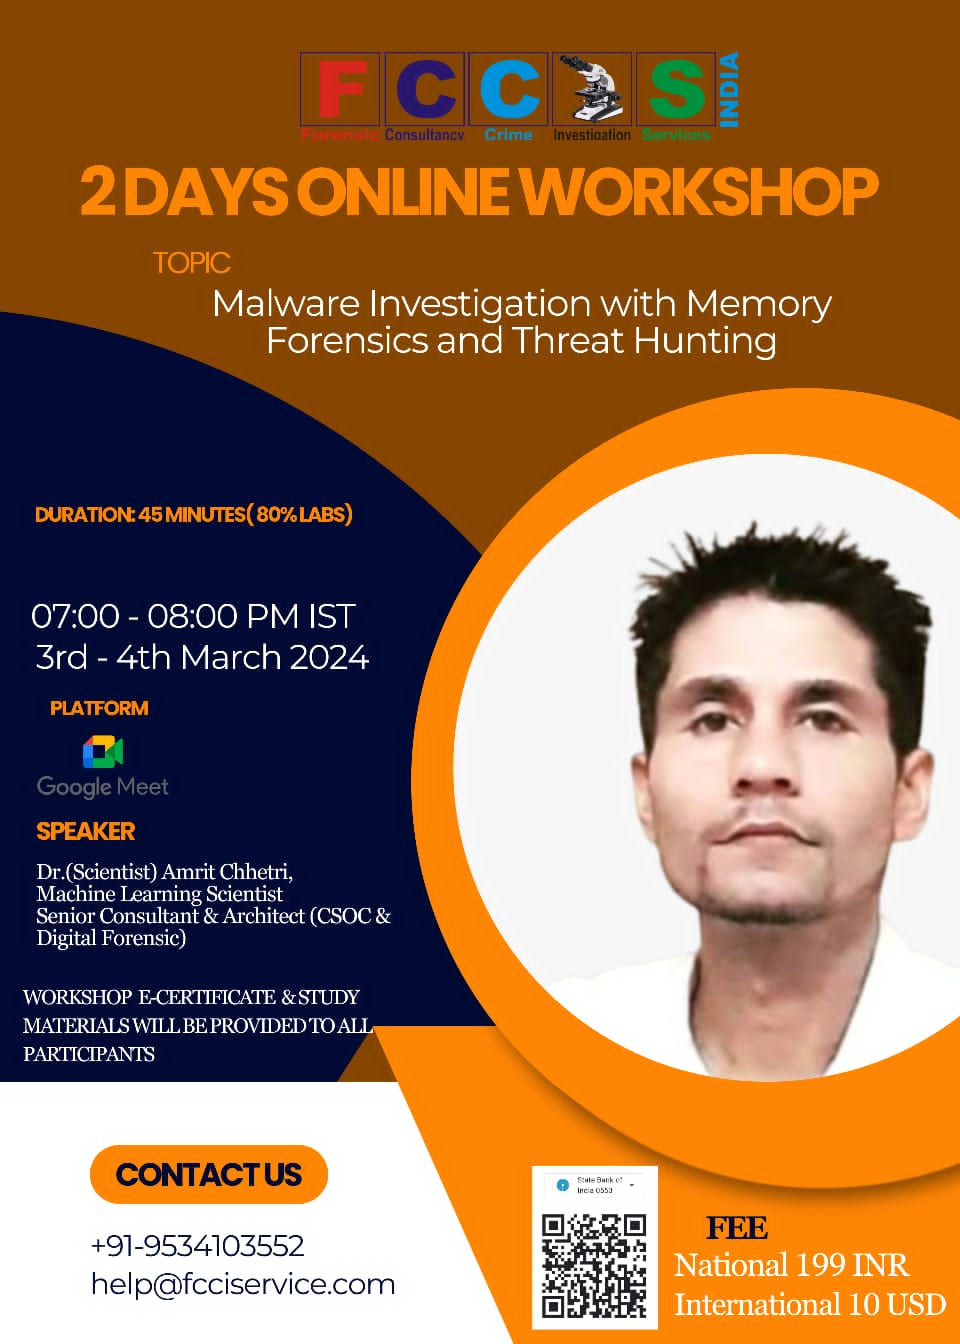 F C C S INDIA
Forensic Consultancy Crime Investigation Services
2 DAYS ONLINE WORKSHOP
TOPIC
Malware Investigation with Memory
Forensics and Threat Hunting
DURATION: 45 MINUTES( 80% LABS)
07:00 - 08:00 PM IST
3rd - 4th March 2024
PLATFORM
Google Meet
SPEAKER
Dr.(Scientist) Amrit Chhetri,
Machine Learning Scientist
Senior Consultant & Architect (CSOC &
Digital Forensic)
WORKSHOP E-CERTIFICATE & STUDY
MATERIALS WILL BE PROVIDED TO ALL
PARTICIPANTS
CONTACT US
+91-9534103552
help@fcciservice.com
State Bank of
India 0553
FEE
National 199 INR
International 10 USD